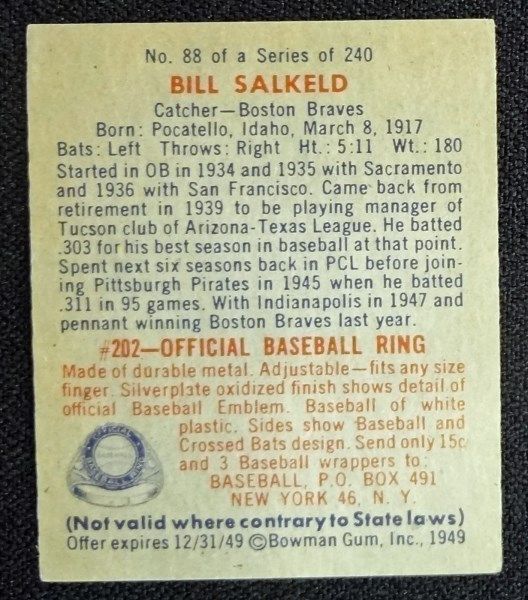 No. 88 of a Series of 240
BILL SALKELD
Catcher—Boston Braves
Born: Pocatello, Idaho, March 8, 1917
Bats: Left Throws: Right Ht.: 5:11 Wt.: 180
Started in OB in 1934 and 1935 with Sacramento
and 1936 with San Francisco. Came back from
retirement in 1939 to be playing manager of
Tucson club of Arizona-Texas League. He batted
.303 for his best season in baseball at that point.
Spent next six seasons back in PCL before join-
ing Pittsburgh Pirates in 1945 when he batted
.311 in 95 games. With Indianapolis in 1947 and
pennant winning Boston Braves last year.
#202—OFFICIAL BASEBALL RING
Made of durable metal. Adjustable—fits any size
finger. Silverplate oxidized finish shows detail of
official Baseball Emblem. Baseball of white
plastic. Sides show Baseball and
Crossed Bats design. Send only 15c
and 3 Baseball wrappers to:
BASEBALL, P.O. BOX 491
NEW YORK 46, N. Y.
OFFICIAL
BASEBALL RING
(Not valid where contrary to State laws)
Offer expires 12/31/49 ©Bowman Gum, Inc., 1949